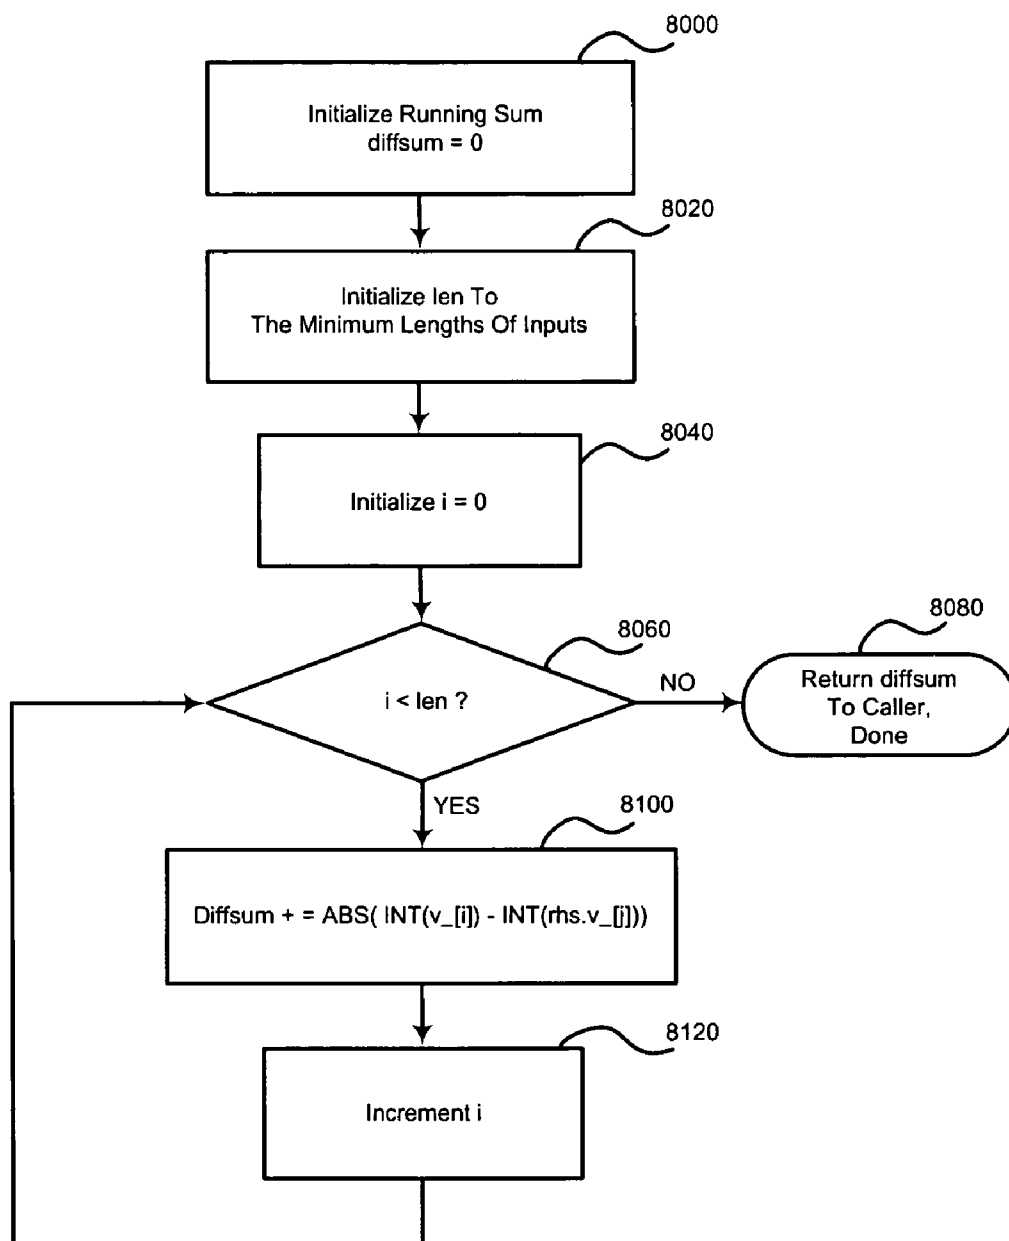 8000
Initialize Running Sum
diffsum = 0
8020
Initialize len To
The Minimum Lengths Of Inputs
8040
Initialize i = 0
8060
i < len ?
NO
8080
Return diffsum
To Caller,
Done
YES
8100
Diffsum + = ABS( INT(v_[i]) - INT(rhs.v_[j]))
8120
Increment i